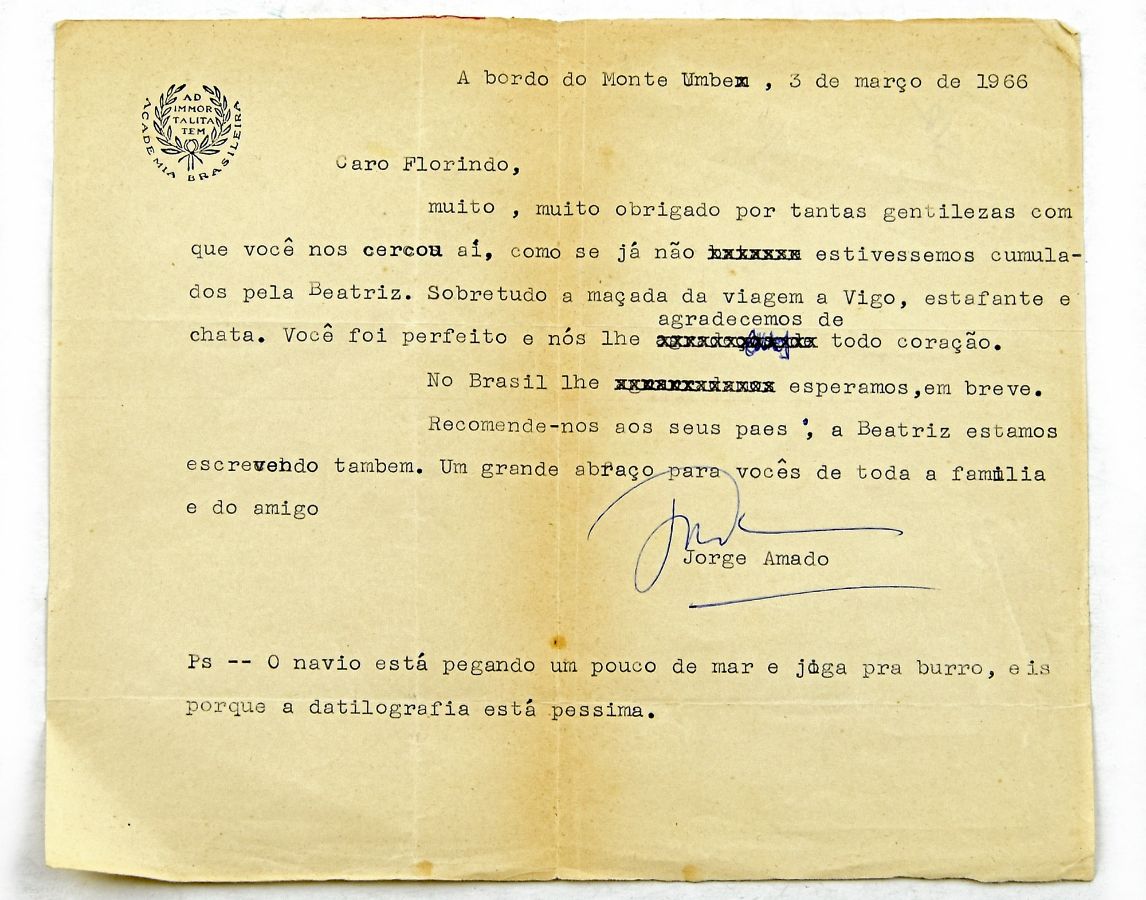 AD
IMMOR
TALITA
TEM
ACADEMIA BRASILEIRA
A bordo do Monte Umbe, 3 de março de 1966
Caro Florindo,
muito , muito obrigado por tantas gentilezas com
que você nos cercou aí, como se já não estivessemos cumula-
dos pela Beatriz. Sobretudo a maçada da viagem a Vigo, estafante e
agradecemos de
chata. Você foi perfeito e nós lhe todo coração.
No Brasil lhe esperamos,em breve.
Recomende-nos aos seus paes , a Beatriz estamos
escrevendo tambem. Um grande abraço para vocês de toda a familia
e do amigo
Jorge Amado
Ps -- O navio está pegando um pouco de mar e joga pra burro, eis
porque a datilografia está pessima.